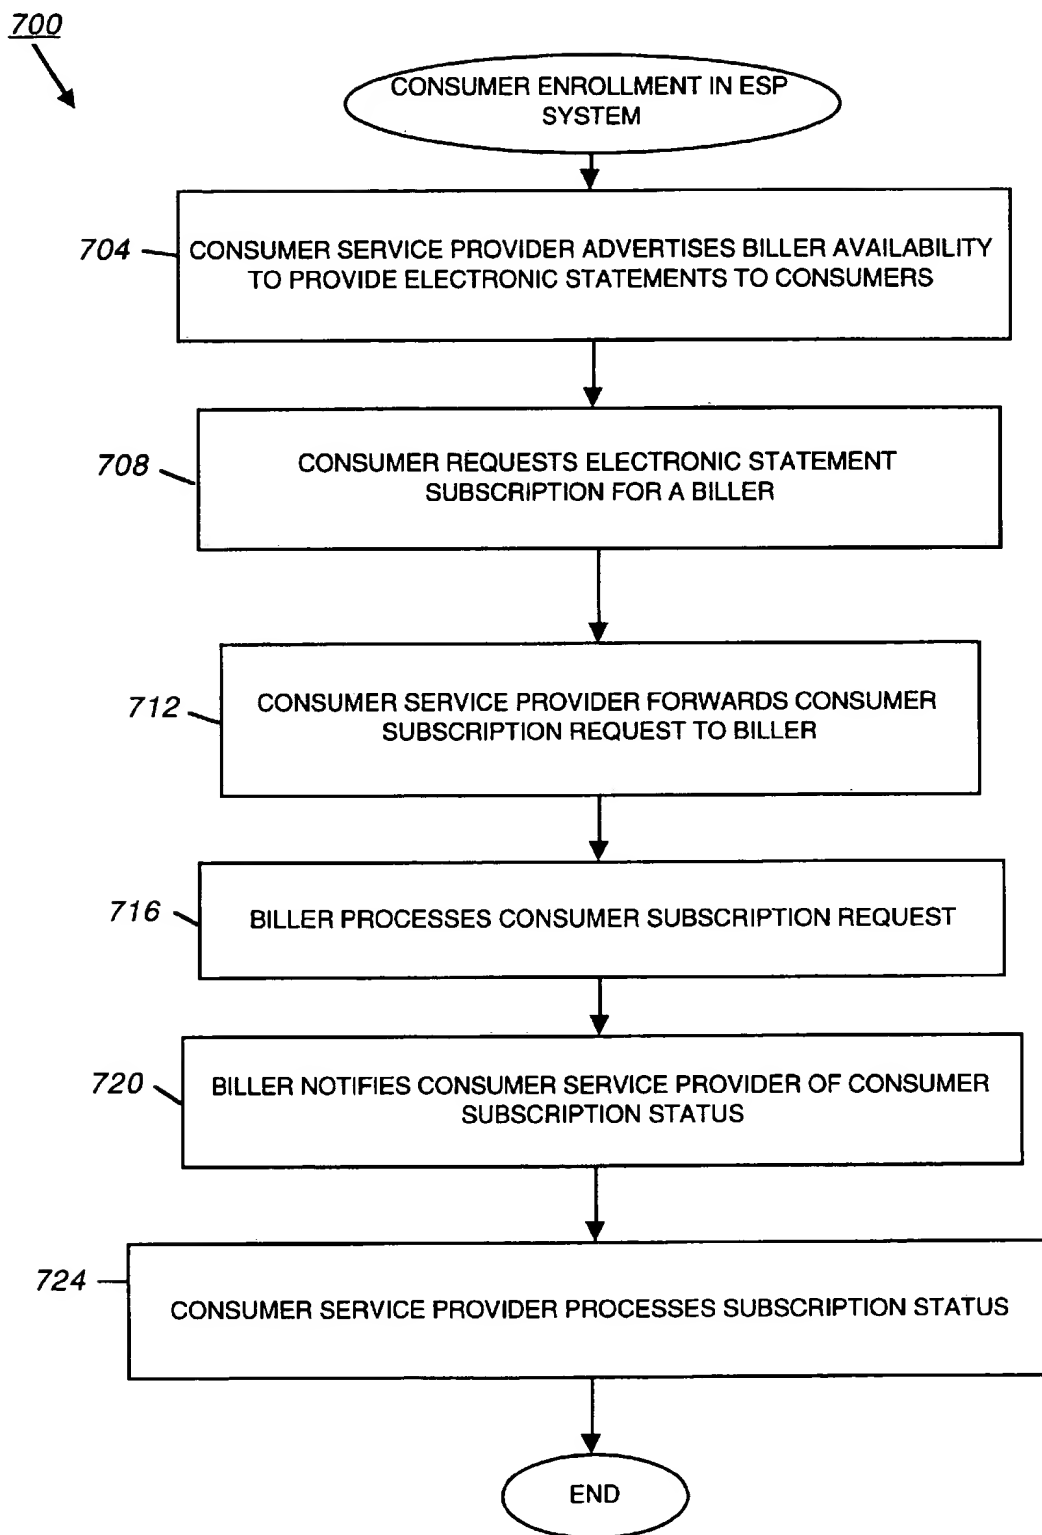 700
CONSUMER ENROLLMENT IN ESP
SYSTEM
704
CONSUMER SERVICE PROVIDER ADVERTISES BILLER AVAILABILITY
TO PROVIDE ELECTRONIC STATEMENTS TO CONSUMERS
708
CONSUMER REQUESTS ELECTRONIC STATEMENT
SUBSCRIPTION FOR A BILLER
712
CONSUMER SERVICE PROVIDER FORWARDS CONSUMER
SUBSCRIPTION REQUEST TO BILLER
716
BILLER PROCESSES CONSUMER SUBSCRIPTION REQUEST
720
BILLER NOTIFIES CONSUMER SERVICE PROVIDER OF CONSUMER
SUBSCRIPTION STATUS
724
CONSUMER SERVICE PROVIDER PROCESSES SUBSCRIPTION STATUS
END